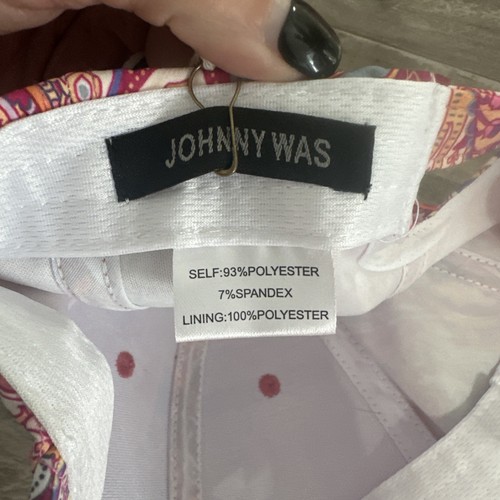 JOHNNY WAS
SELF:93%POLYESTER
7%SPANDEX
LINING:100%POLYESTER